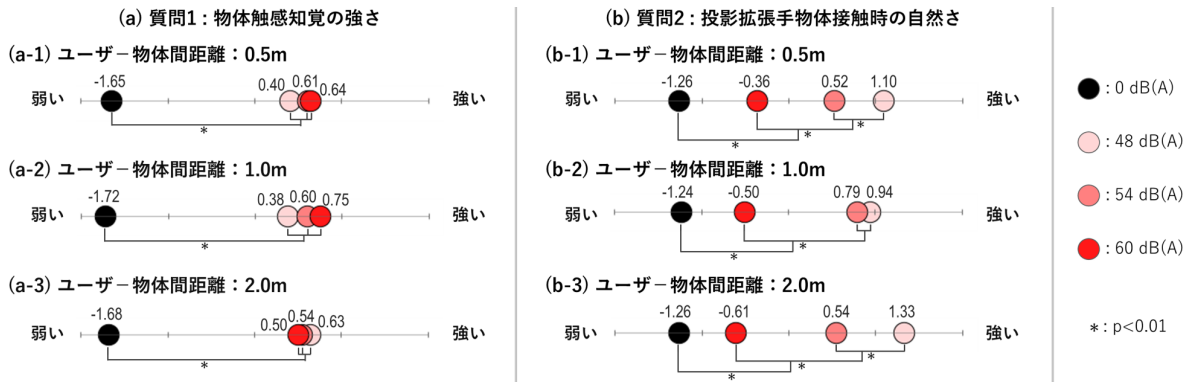 (a) 質問1 : 物体触感知覚の強さ
(a-1) ユーザ－物体間距離：0.5m
-1.65 0.40 0.61 0.64
弱い 強い
*
(a-2) ユーザ－物体間距離：1.0m
-1.72 0.38 0.60 0.75
弱い 強い
*
(a-3) ユーザ－物体間距離：2.0m
-1.68 0.50 0.54 0.63
弱い 強い
*
(b) 質問2 : 投影拡張手物体接触時の自然さ
(b-1) ユーザ－物体間距離：0.5m
-1.26 -0.36 0.52 1.10
弱い 強い
*
*
*
(b-2) ユーザ－物体間距離：1.0m
-1.24 -0.50 0.79 0.94
弱い 強い
*
*
(b-3) ユーザ－物体間距離：2.0m
-1.26 -0.61 0.54 1.33
弱い 強い
*
*
*
: 0 dB(A)
: 48 dB(A)
: 54 dB(A)
: 60 dB(A)
* : p<0.01